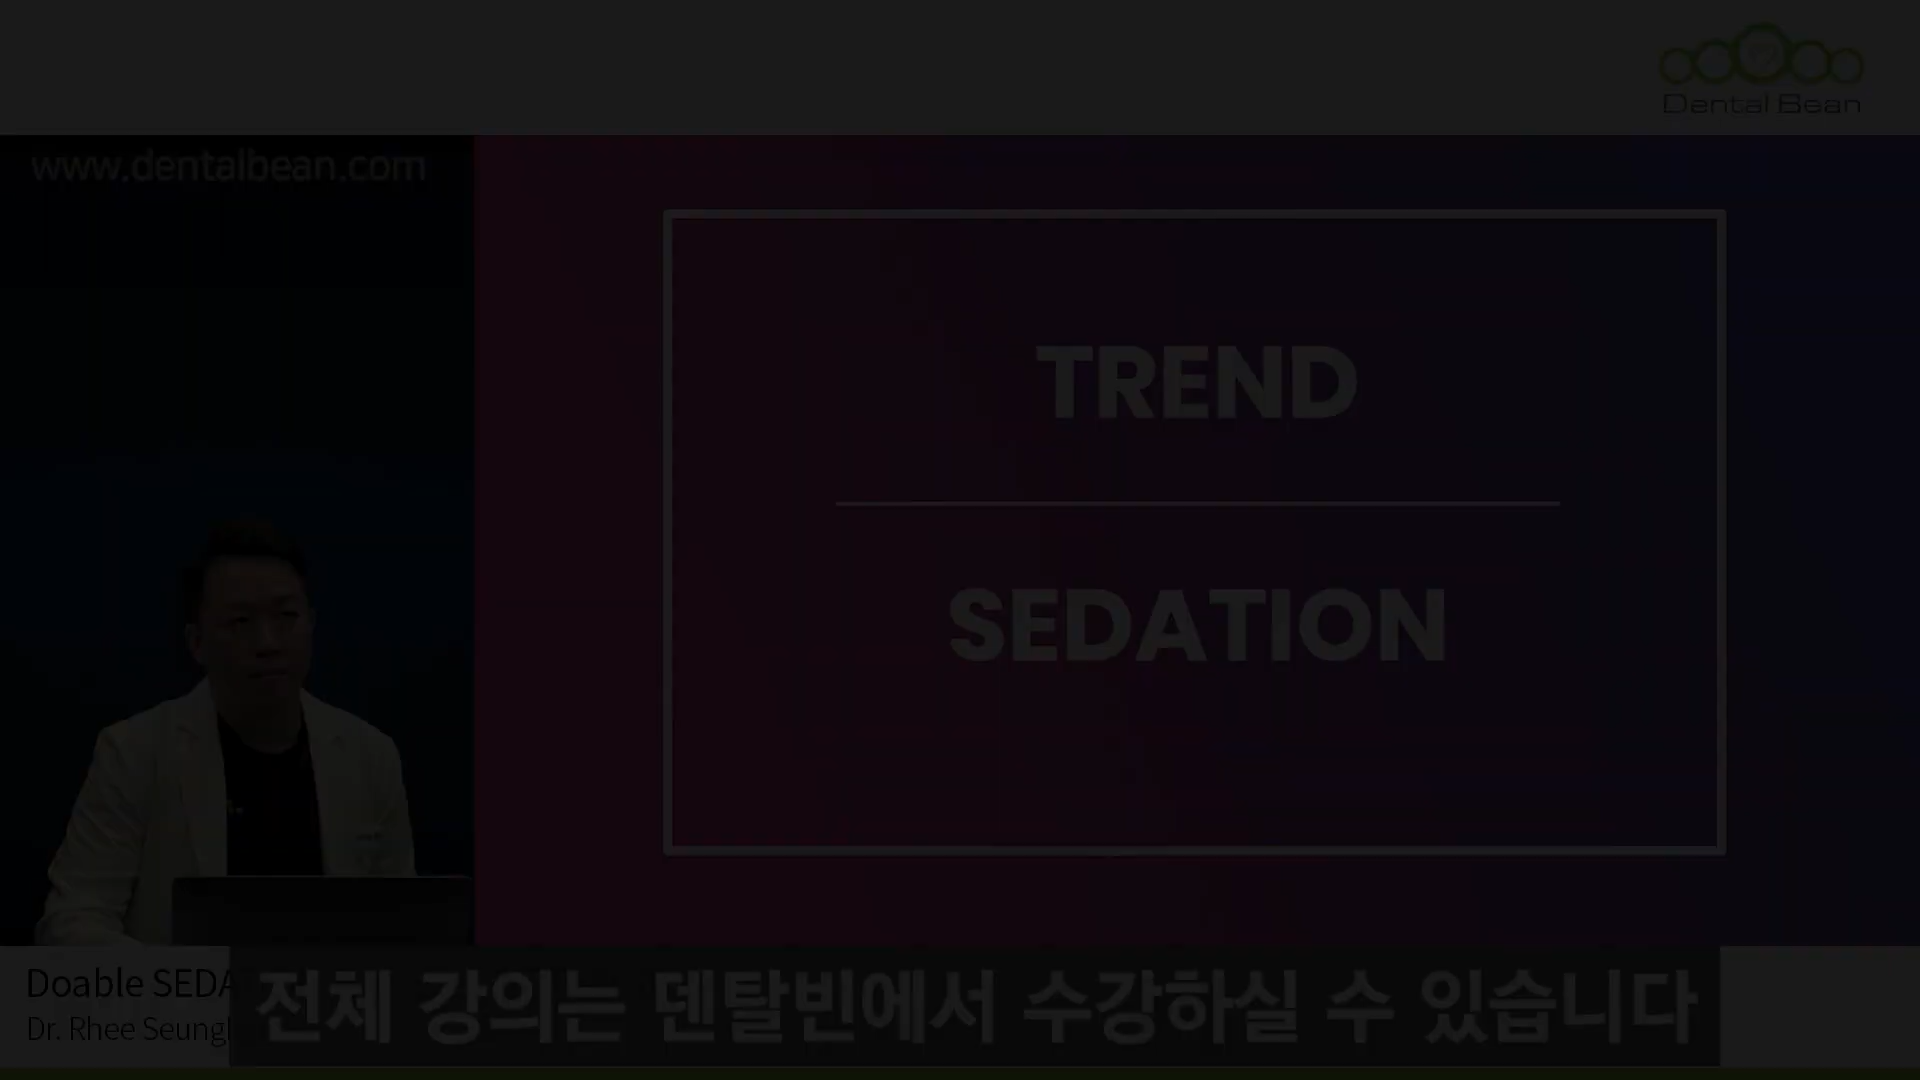 Dental Bean
www.dentalbean.com
TREND
SEDATION
Doable SEDA
Dr. Rhee Seung
전체 강의는 덴탈빈에서 수강하실 수 있습니다